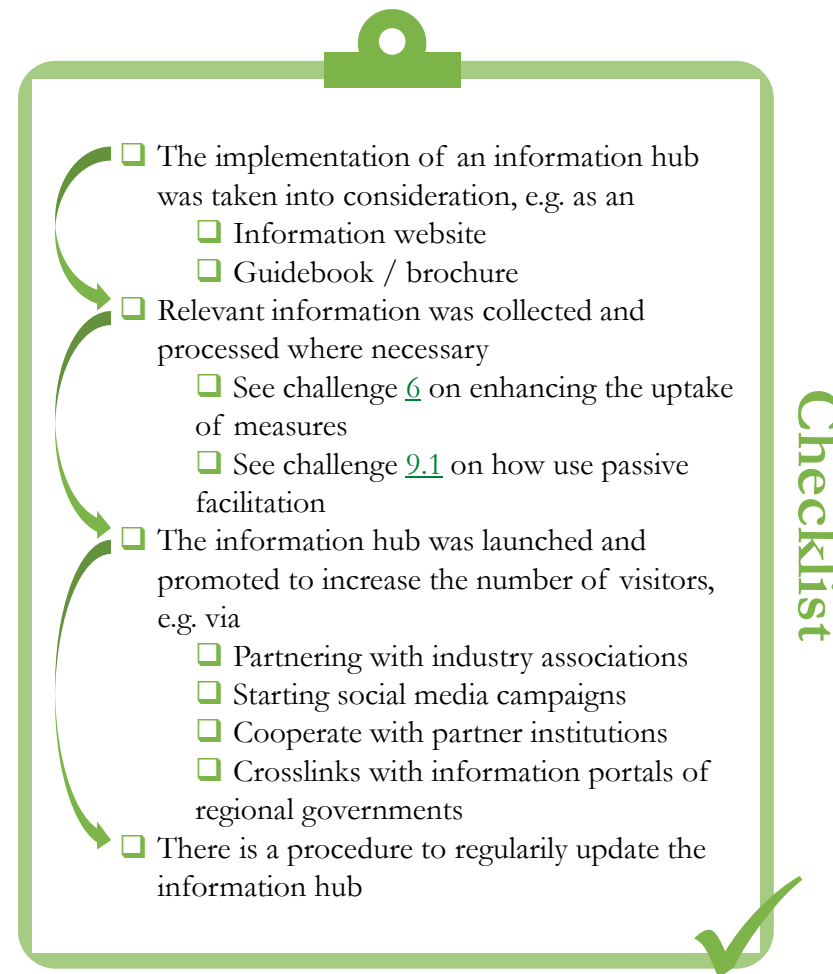 The implementation of an information hub
was taken into consideration, e.g. as an
Information website
Guidebook / brochure
Relevant information was collected and
processed where necessary
See challenge 6 on enhancing the uptake
of measures
See challenge 9.1 on how use passive
facilitation
The information hub was launched and
promoted to increase the number of visitors,
e.g. via
Partnering with industry associations
Starting social media campaigns
Cooperate with partner institutions
Crosslinks with information portals of
regional governments
There is a procedure to regularily update the
information hub
Checklist